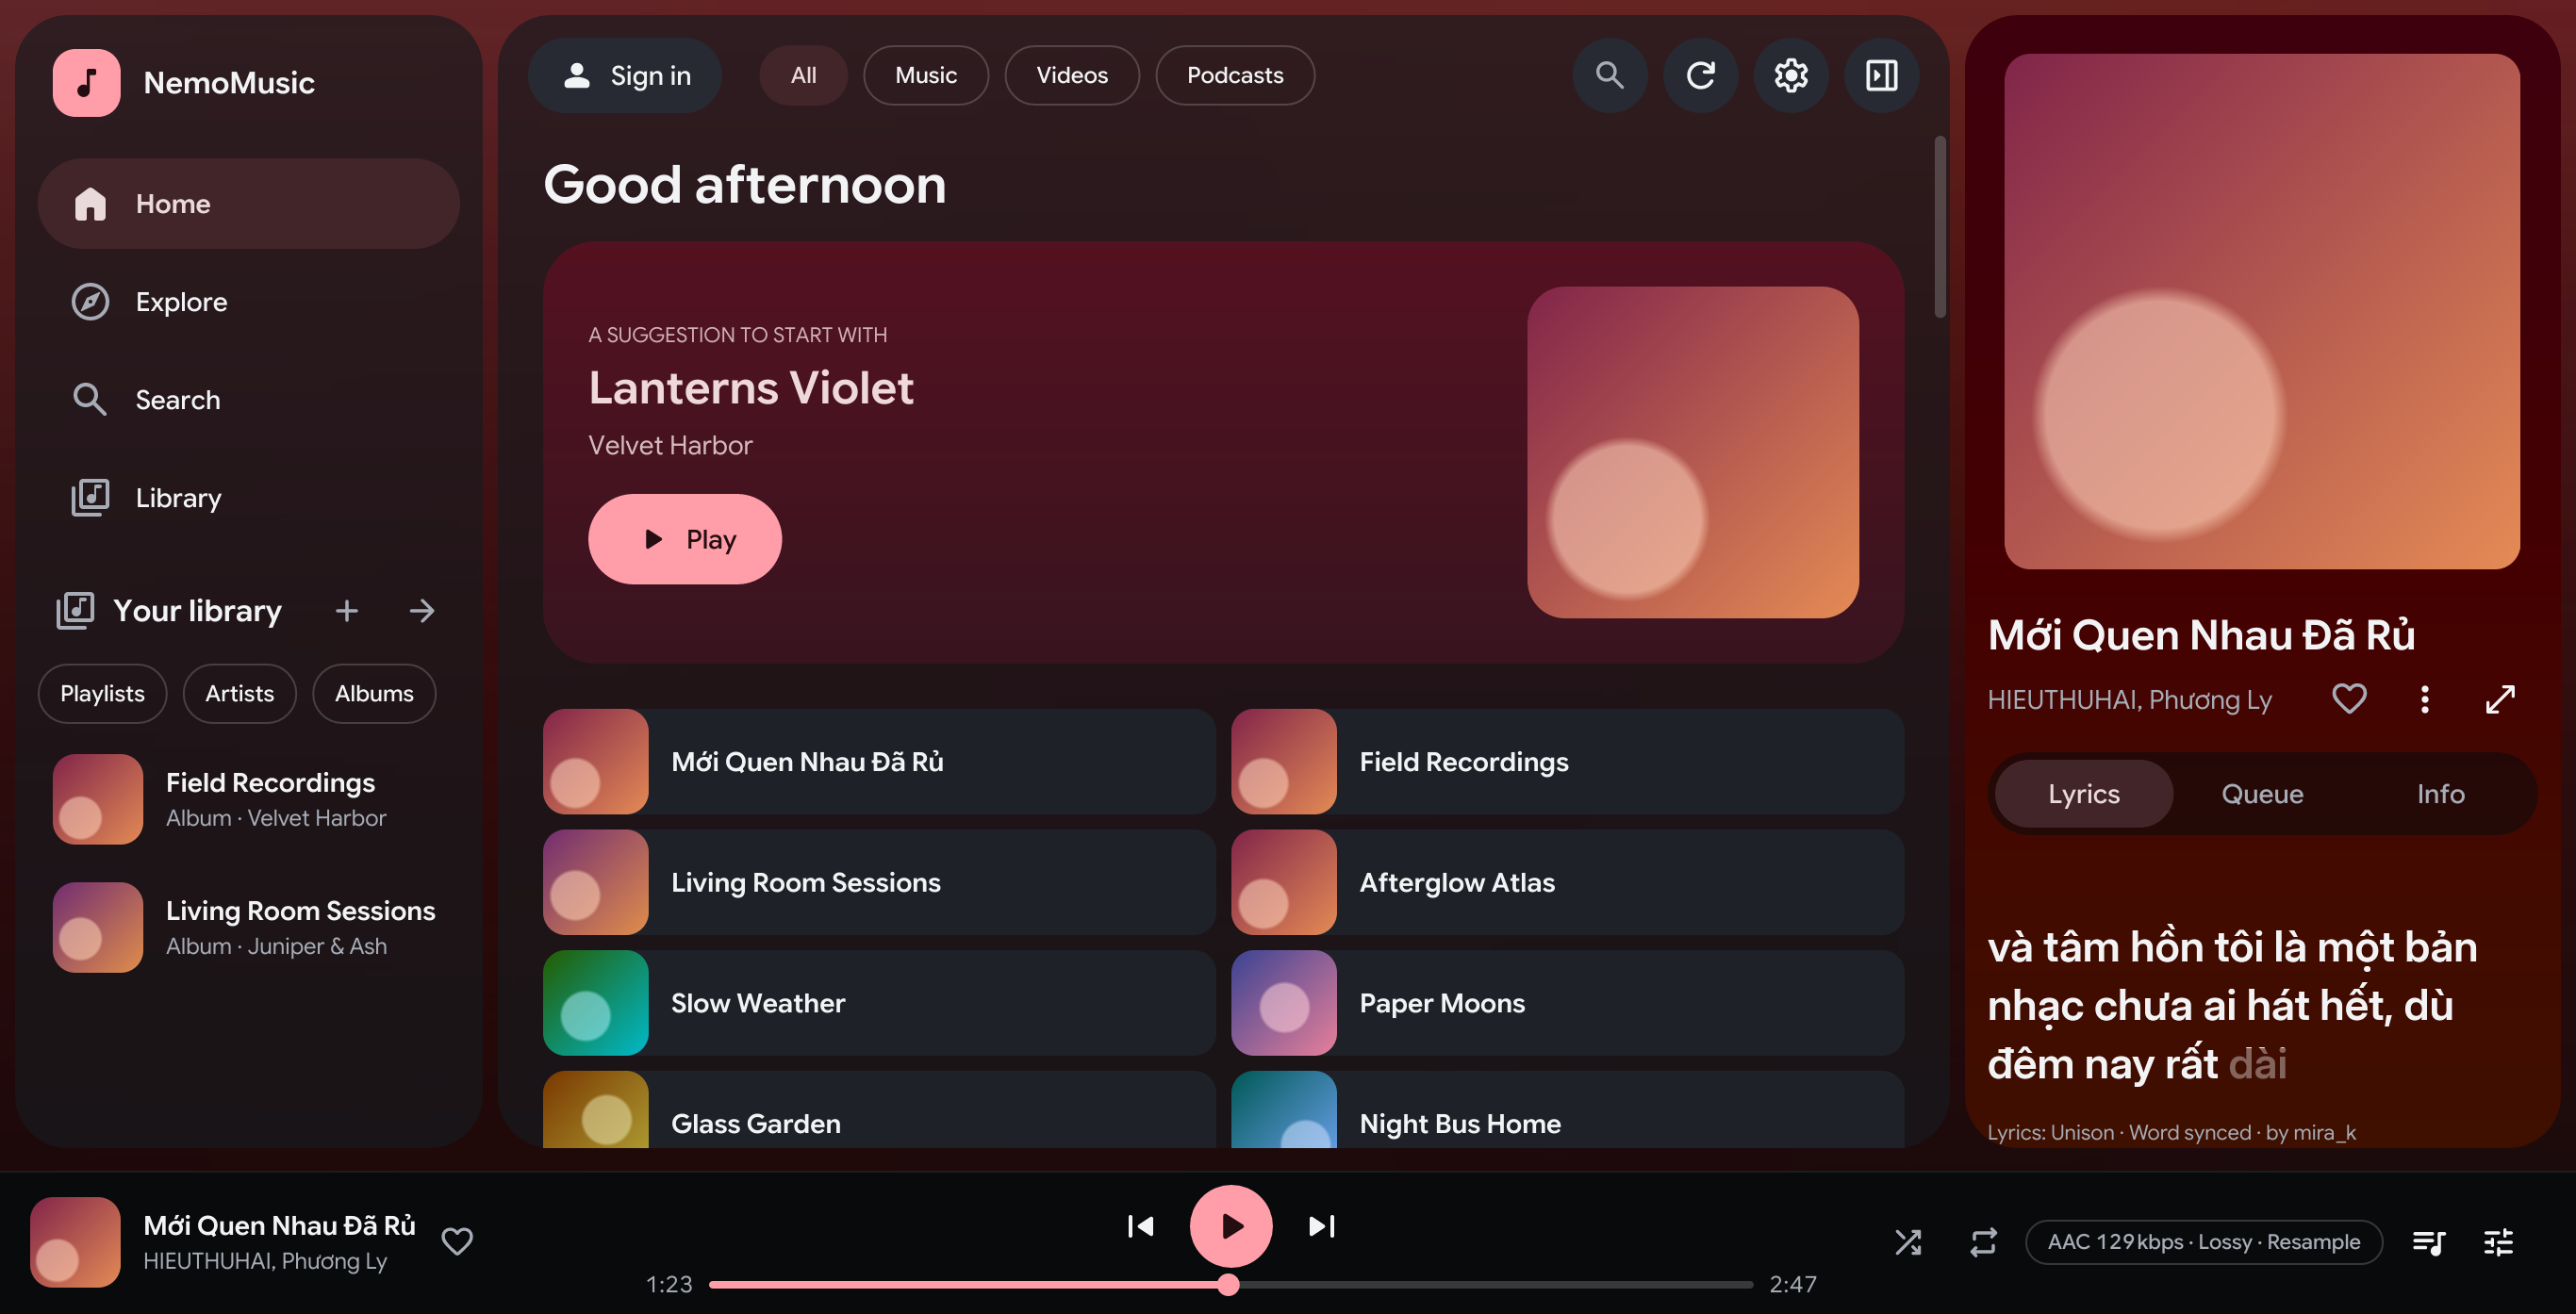 NemoMusic
Home
Explore
Search
Library
Your library
Playlists
Artists
Albums
Field Recordings
Album · Velvet Harbor
Living Room Sessions
Album · Juniper & Ash
Sign in
All
Music
Videos
Podcasts
Good afternoon
A SUGGESTION TO START WITH
Lanterns Violet
Velvet Harbor
Play
Mới Quen Nhau Đã Rủ
Field Recordings
Living Room Sessions
Afterglow Atlas
Slow Weather
Paper Moons
Glass Garden
Night Bus Home
Mới Quen Nhau Đã Rủ
HIEUTHUHAI, Phương Ly
Lyrics
Queue
Info
và tâm hồn tôi là một bản
nhạc chưa ai hát hết, dù
đêm nay rất dài
Lyrics: Unison · Word synced · by mira_k
Mới Quen Nhau Đã Rủ
HIEUTHUHAI, Phương Ly
1:23
2:47
AAC 129kbps · Lossy · Resample